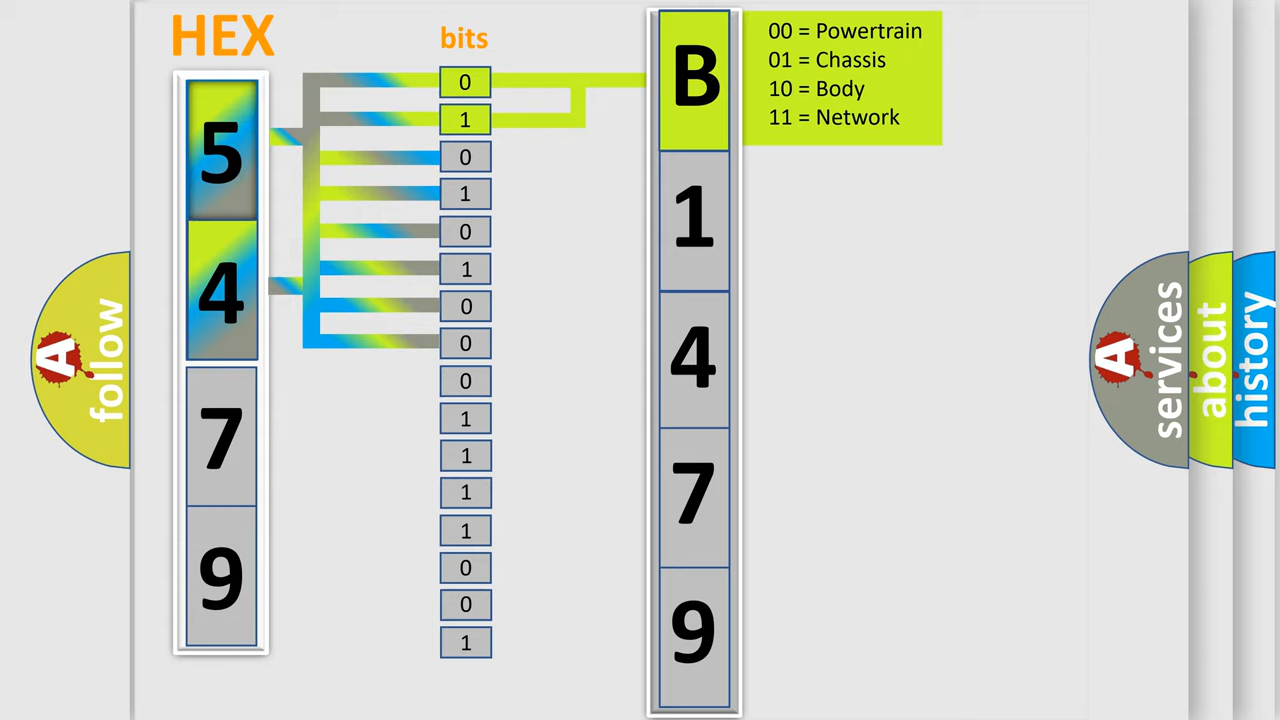 HEX
bits
5
4
7
9
0
1
0
1
0
1
0
0
0
1
1
1
1
0
0
1
B
1
4
7
9
00 = Powertrain
01 = Chassis
10 = Body
11 = Network
A
follow
A
services
about
history